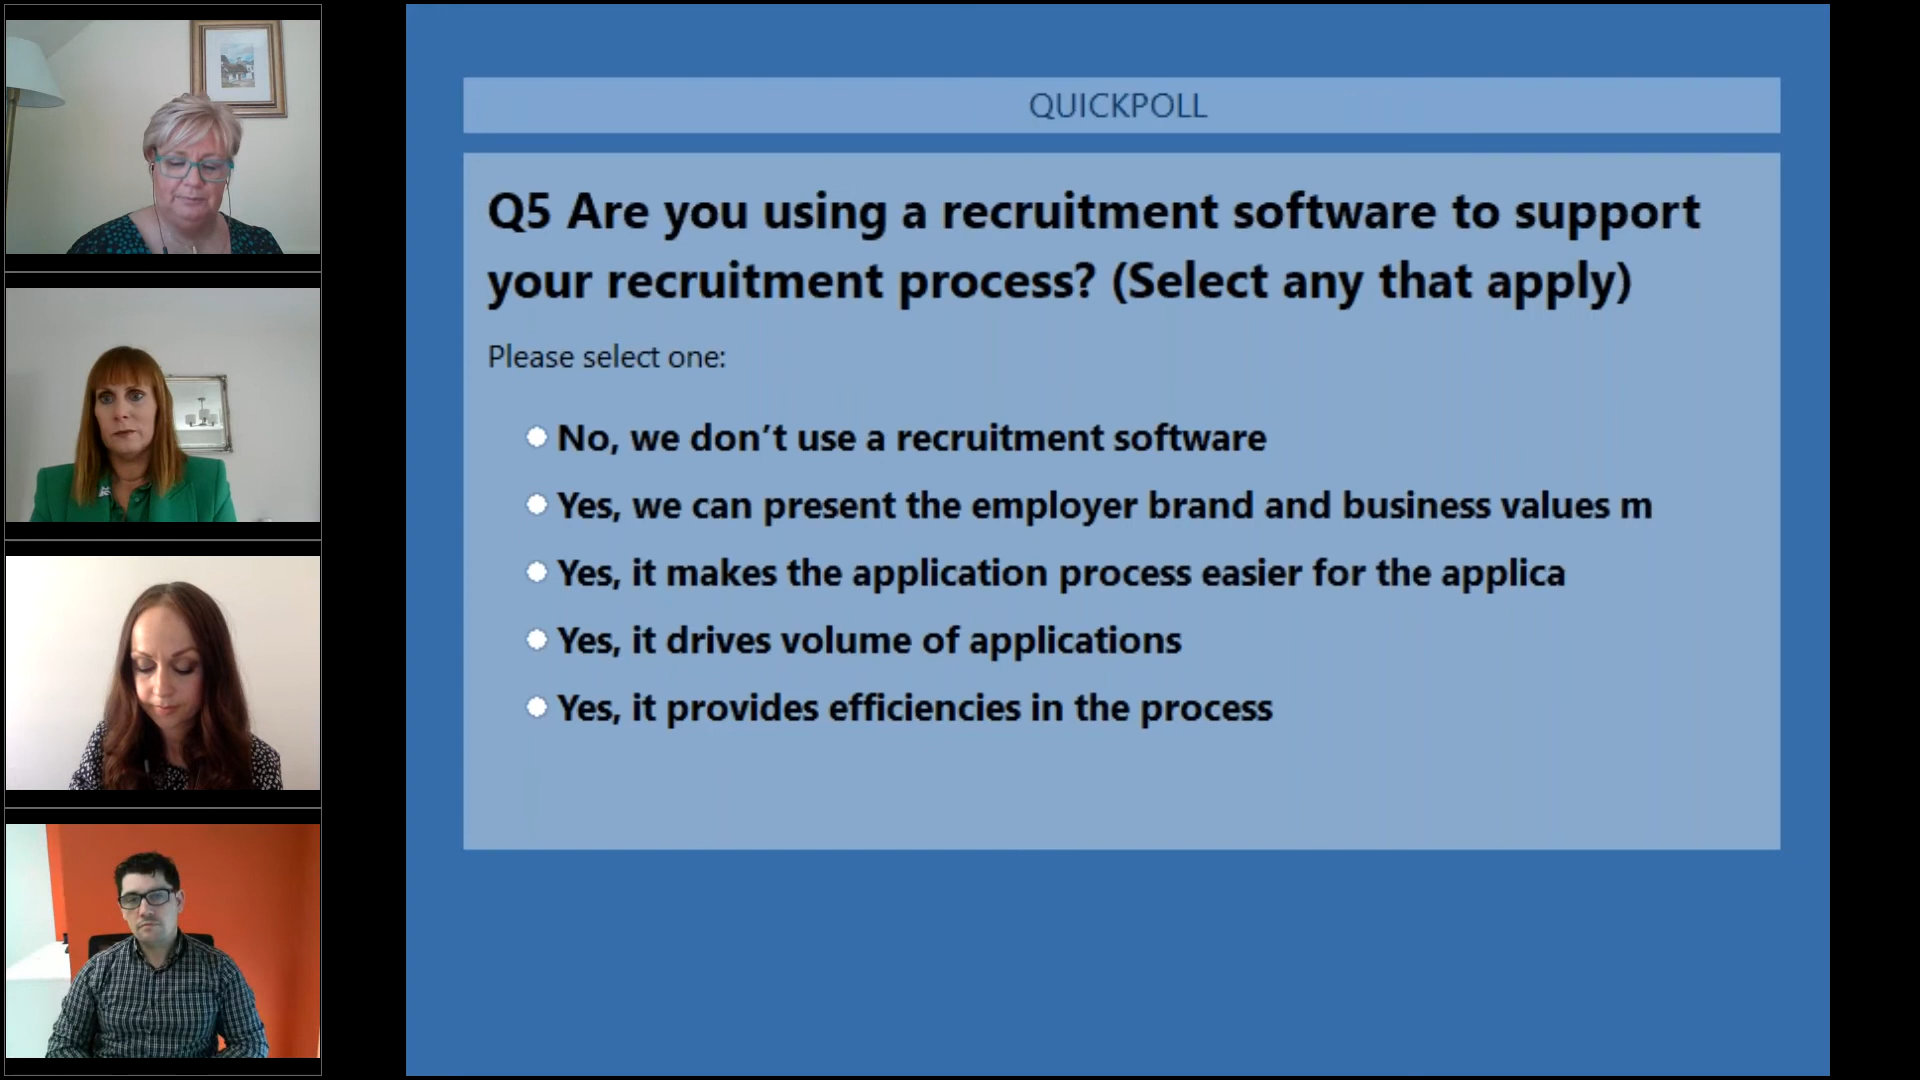 QUICKPOLL
Q5 Are you using a recruitment software to support
your recruitment process? (Select any that apply)
Please select one:
No, we don’t use a recruitment software
Yes, we can present the employer brand and business values m
Yes, it makes the application process easier for the applica
Yes, it drives volume of applications
Yes, it provides efficiencies in the process